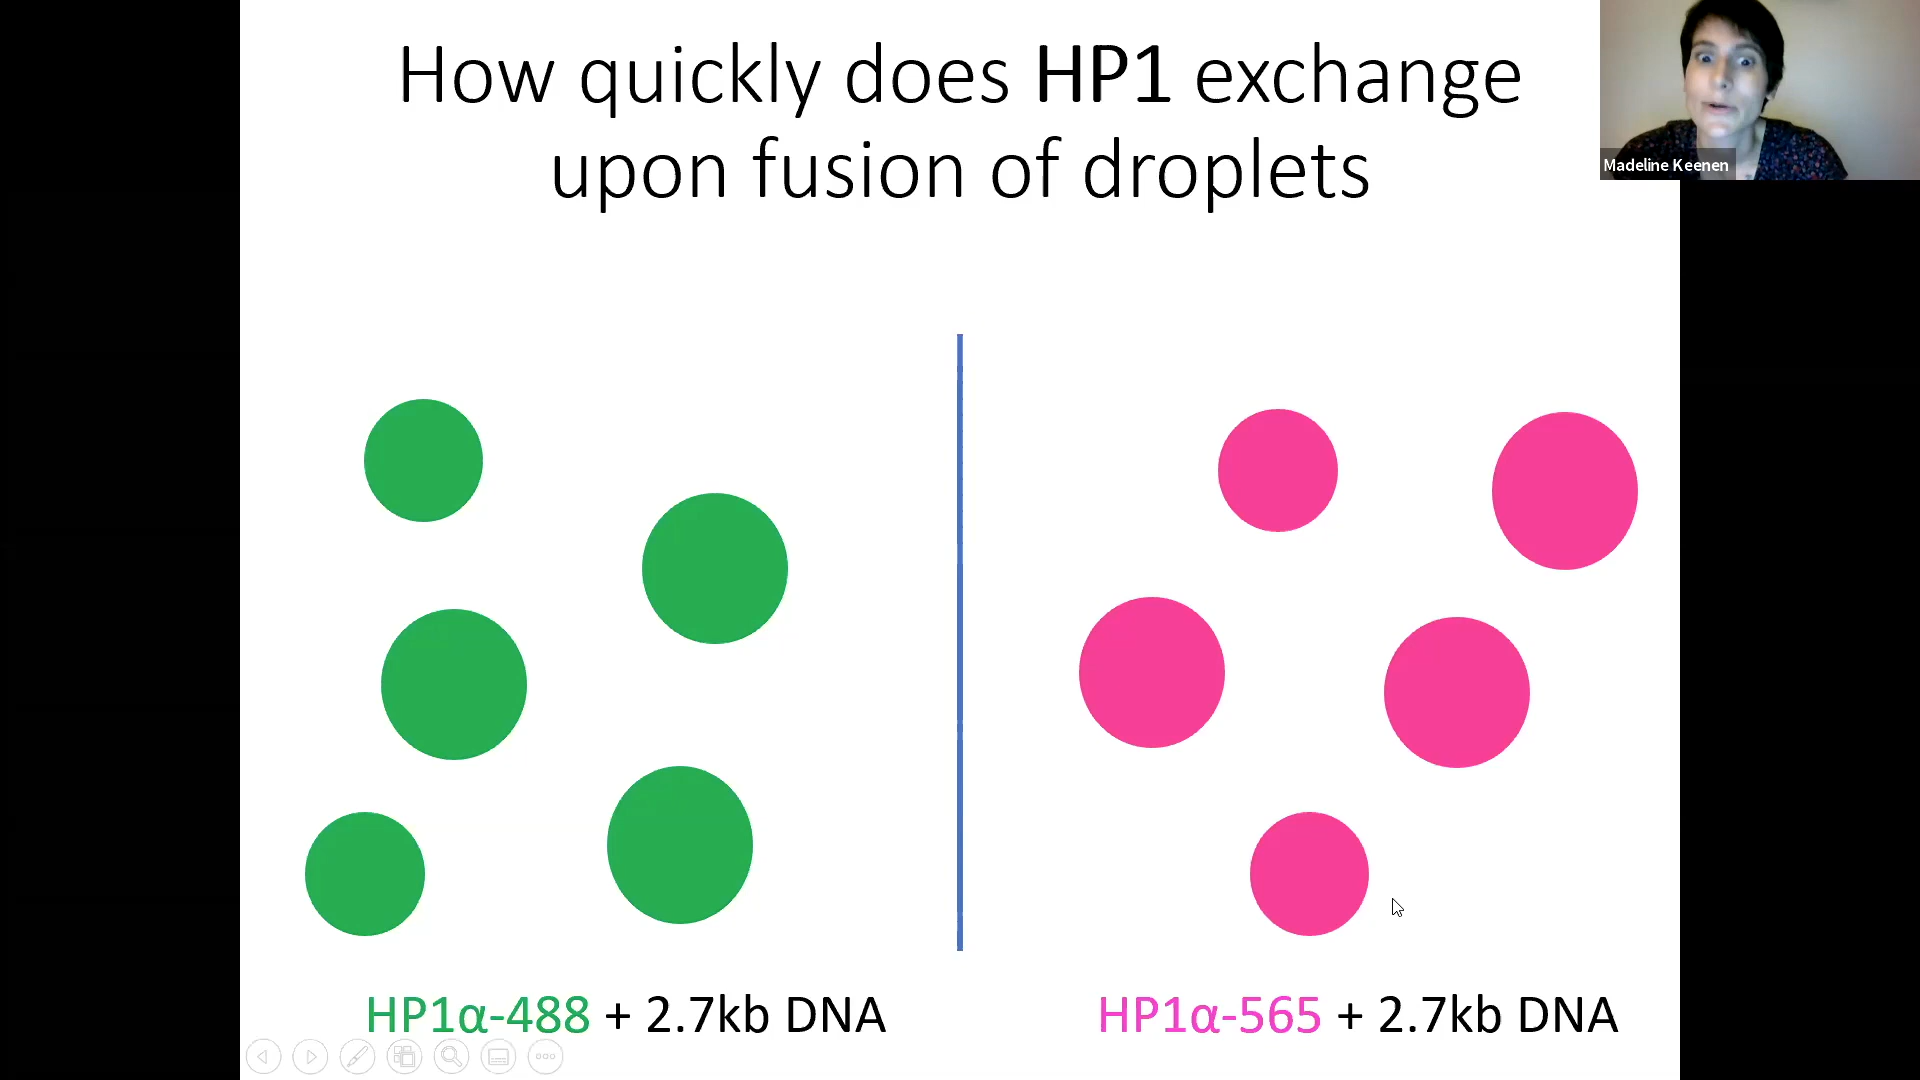 How quickly does HP1 exchange
upon fusion of droplets
Madeline Keenen
HP1α-488 + 2.7kb DNA
HP1α-565 + 2.7kb DNA